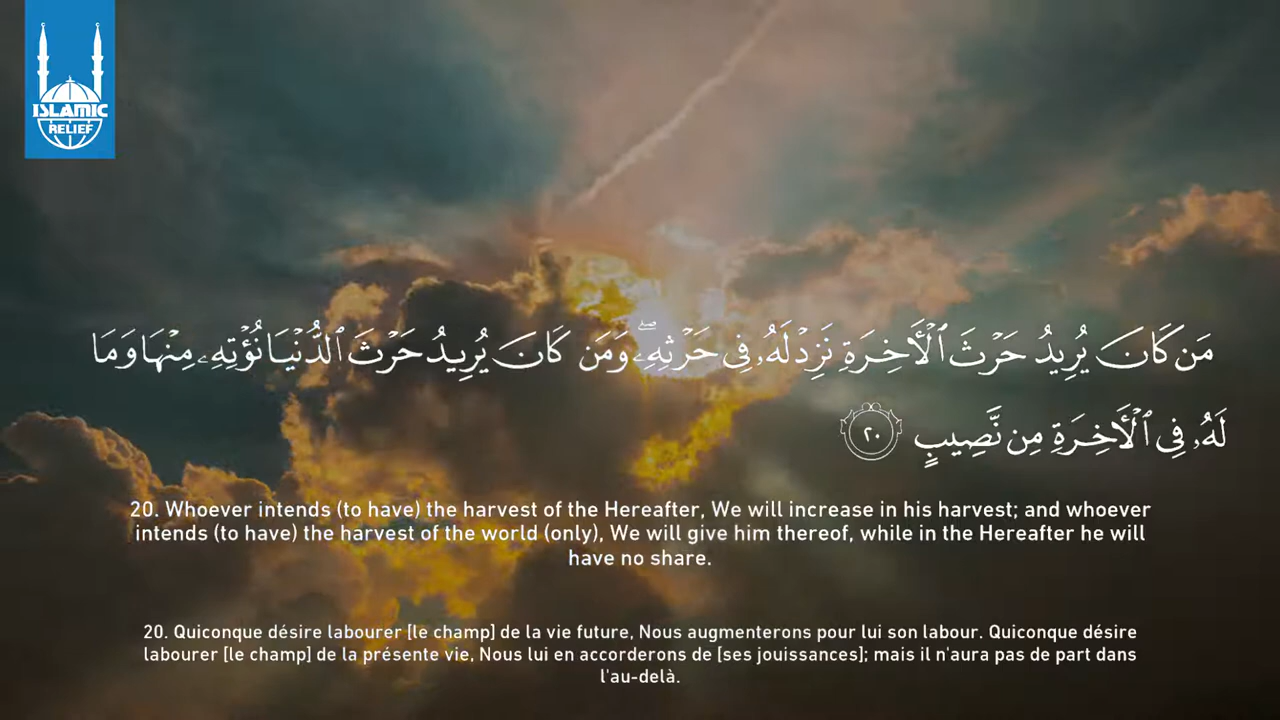 ISLAMIC
RELIEF
مَن كَانَ يُرِيدُ حَرْثَ ٱلْأَخِرَةِ نَزِدْ لَهُۥ فِى حَرْثِهِۦ ۖ وَمَن كَانَ يُرِيدُ حَرْثَ ٱلدُّنْيَا نُؤْتِهِۦ مِنْهَا وَمَا
لَهُۥ فِى ٱلْأَخِرَةِ مِن نَّصِيبٍ ٢٠
20. Whoever intends (to have) the harvest of the Hereafter, We will increase in his harvest; and whoever
intends (to have) the harvest of the world (only), We will give him thereof, while in the Hereafter he will
have no share.
20. Quiconque désire labourer [le champ] de la vie future, Nous augmenterons pour lui son labour. Quiconque désire
labourer [le champ] de la présente vie, Nous lui en accorderons de [ses jouissances]; mais il n'aura pas de part dans
l'au-delà.